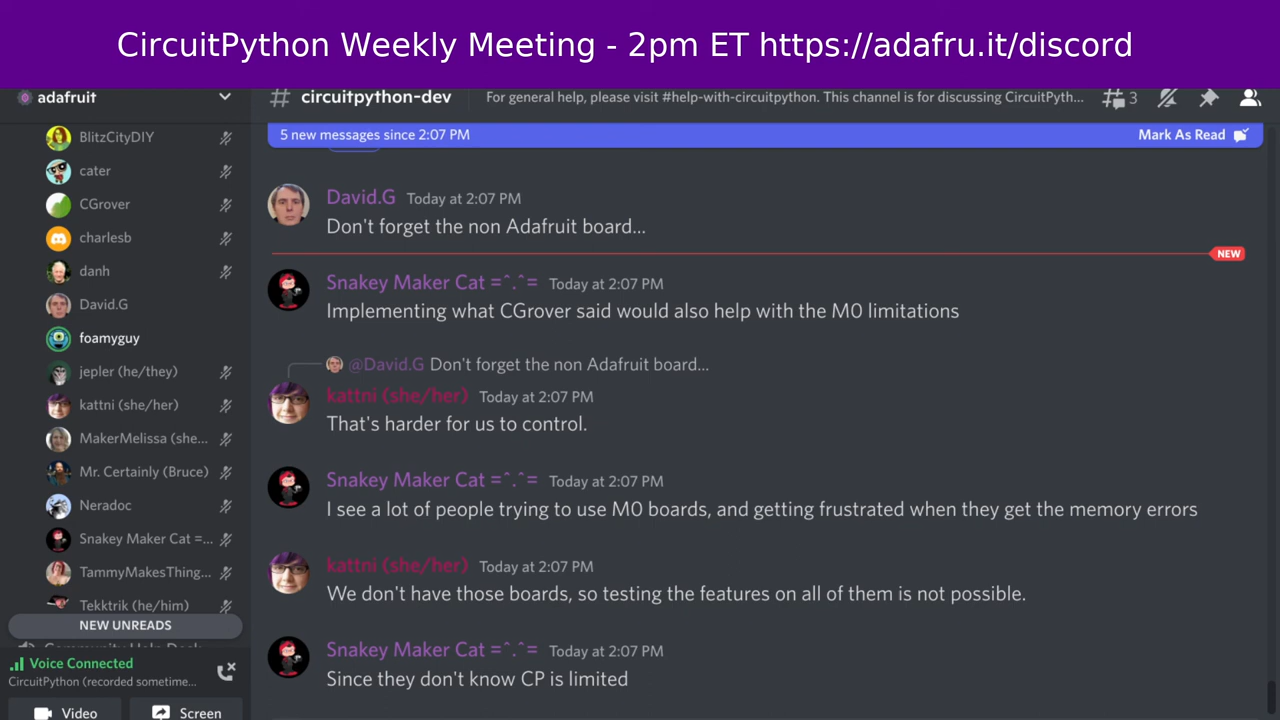 CircuitPython Weekly Meeting - 2pm ET https://adafru.it/discord
adafruit
BlitzCityDIY
cater
CGrover
charlesb
danh
David.G
foamyguy
jepler (he/they)
kattni (she/her)
MakerMelissa (she...
Mr. Certainly (Bruce)
Neradoc
Snakey Maker Cat =...
TammyMakesThing...
Tekktrik (he/him)
NEW UNREADS
Community Help Desk
Voice Connected
CircuitPython (recorded sometime...
Video
Screen
# circuitpython-dev
For general help, please visit #help-with-circuitpython. This channel is for discussing CircuitPyth...
3
5 new messages since 2:07 PM
Mark As Read
David.G Today at 2:07 PM
Don't forget the non Adafruit board...
NEW
Snakey Maker Cat =^.^= Today at 2:07 PM
Implementing what CGrover said would also help with the M0 limitations
@David.G Don't forget the non Adafruit board...
kattni (she/her) Today at 2:07 PM
That's harder for us to control.
Snakey Maker Cat =^.^= Today at 2:07 PM
I see a lot of people trying to use M0 boards, and getting frustrated when they get the memory errors
kattni (she/her) Today at 2:07 PM
We don't have those boards, so testing the features on all of them is not possible.
Snakey Maker Cat =^.^= Today at 2:07 PM
Since they don't know CP is limited